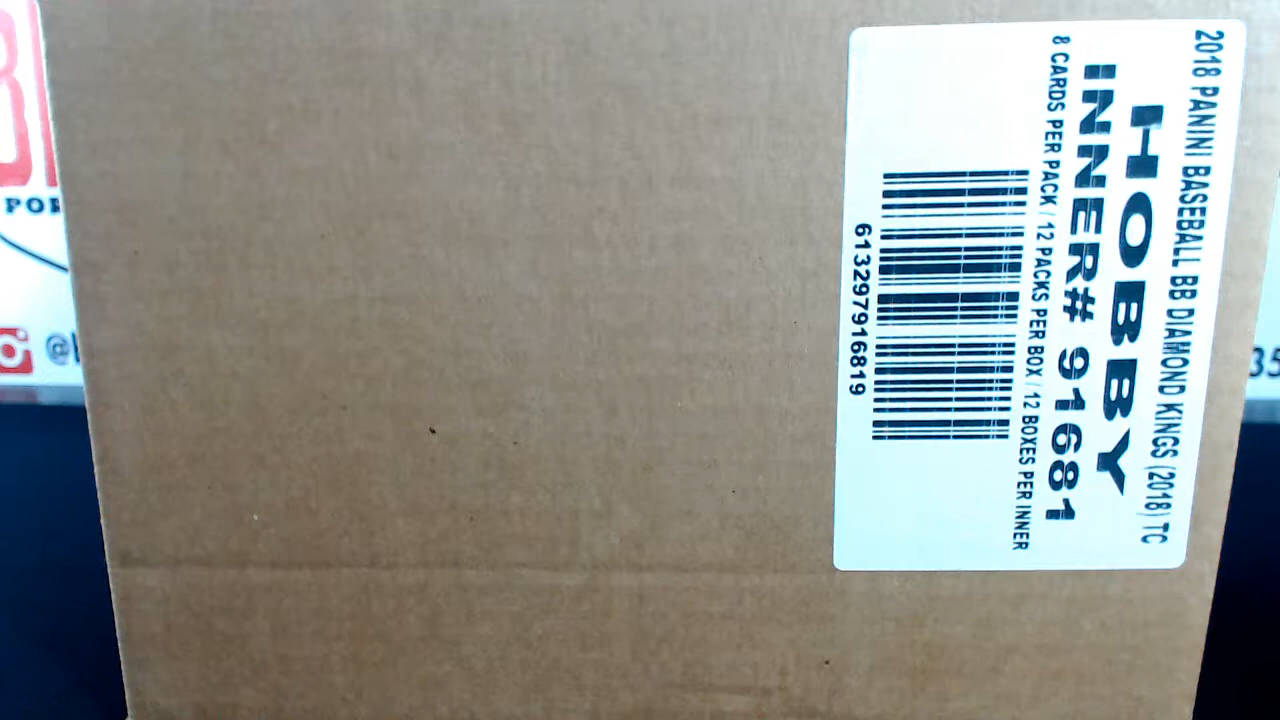 2018 PANINI BASEBALL BB DIAMOND KINGS (2018) TC
HOBBY
INNER# 91681
8 CARDS PER PACK / 12 PACKS PER BOX / 12 BOXES PER INNER
613297916819